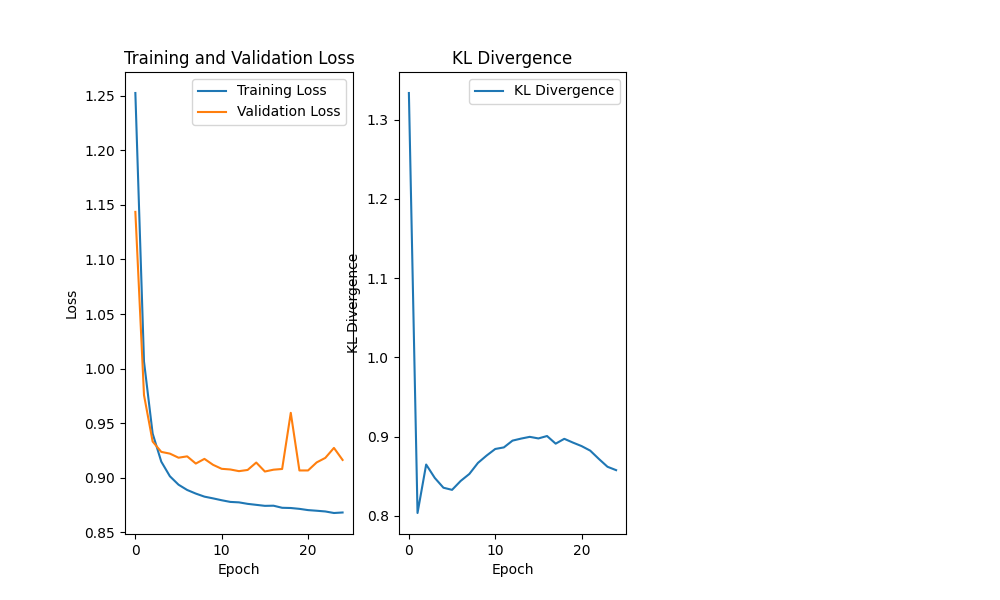 Training and Validation Loss
Training Loss
Validation Loss
Loss
1.25
1.20
1.15
1.10
1.05
1.00
0.95
0.90
0.85
0
10
20
Epoch
KL Divergence
KL Divergence
KL Divergence
1.3
1.2
1.1
1.0
0.9
0.8
0
10
20
Epoch